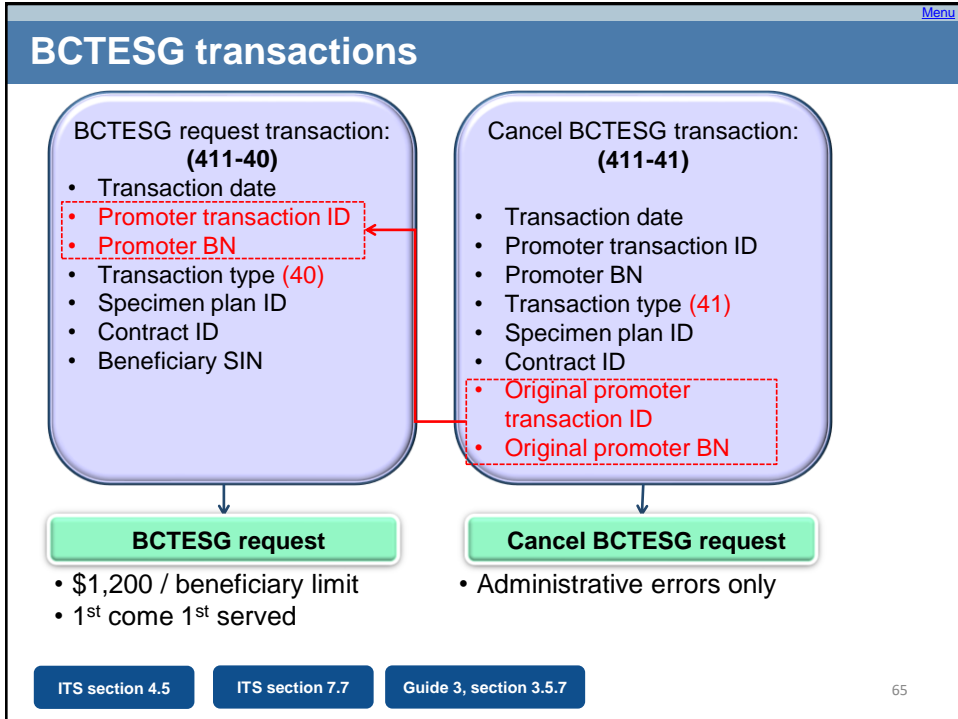 Menu
BCTESG transactions
BCTESG request transaction:
(411-40)
• Transaction date
• Promoter transaction ID
• Promoter BN
• Transaction type (40)
• Specimen plan ID
• Contract ID
• Beneficiary SIN
Cancel BCTESG transaction:
(411-41)
• Transaction date
• Promoter transaction ID
• Promoter BN
• Transaction type (41)
• Specimen plan ID
• Contract ID
• Original promoter
transaction ID
• Original promoter BN
BCTESG request
• $1,200 / beneficiary limit
• 1st come 1st served
Cancel BCTESG request
• Administrative errors only
ITS section 4.5
ITS section 7.7
Guide 3, section 3.5.7
65